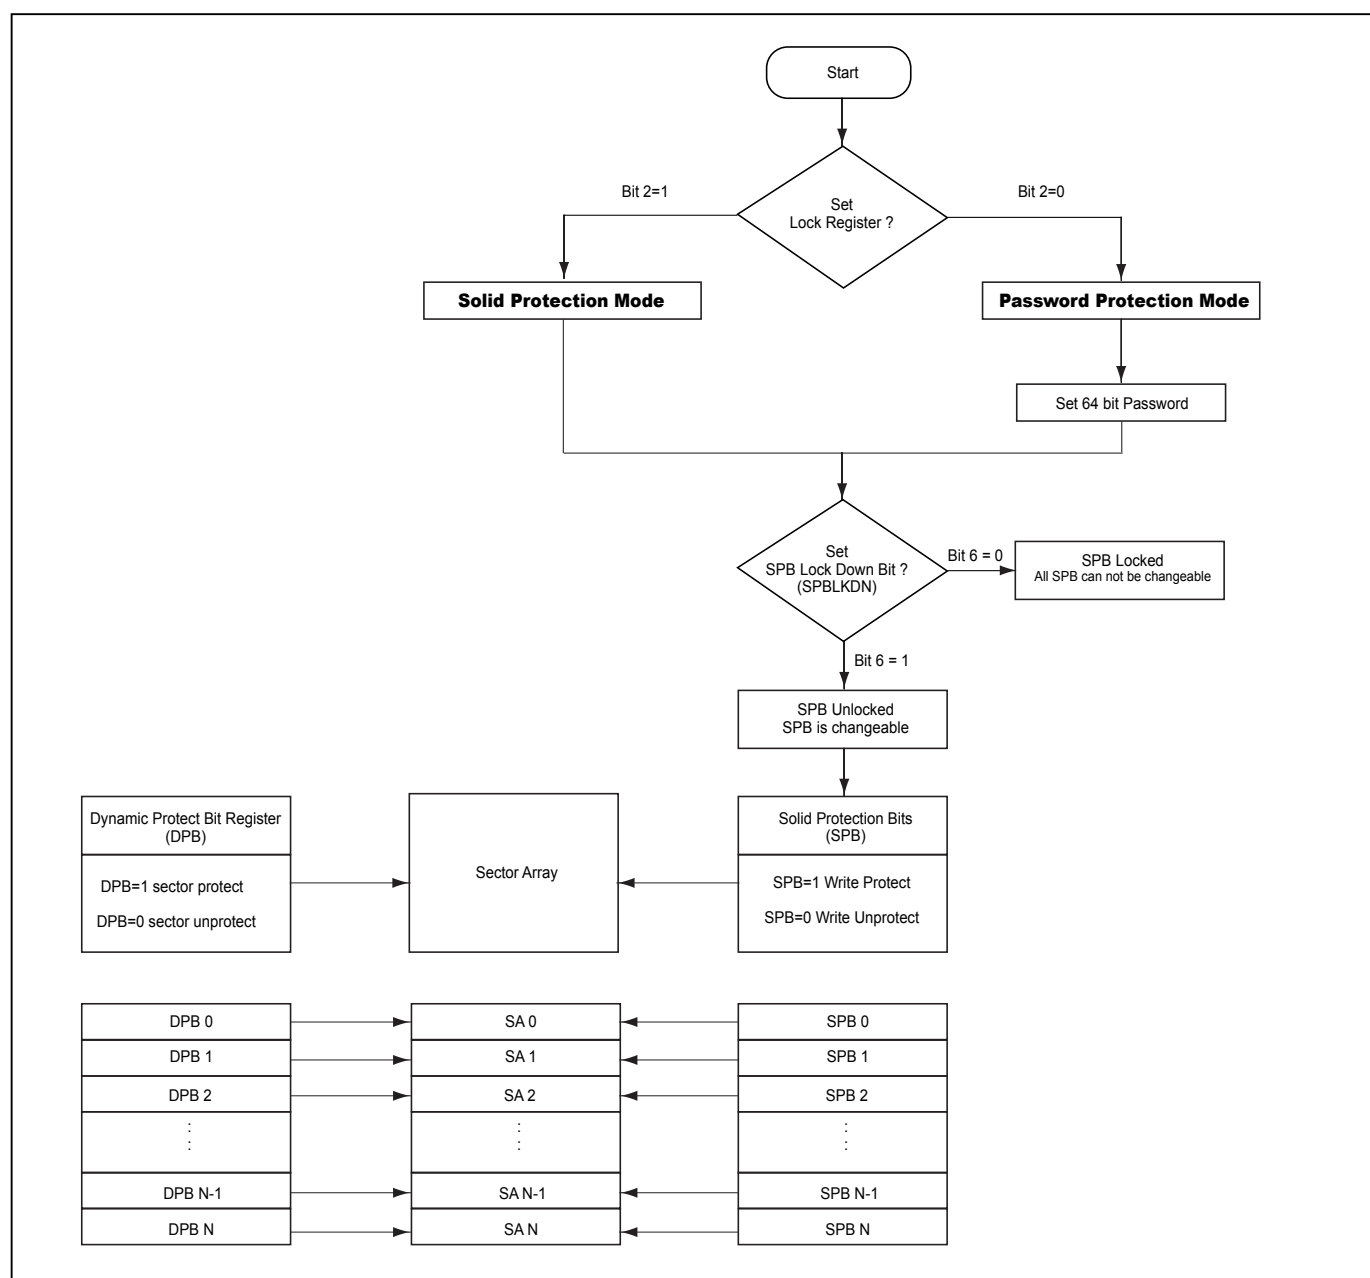 Start
Set
Lock Register ?
Bit 2=1
Bit 2=0
Solid Protection Mode
Password Protection Mode
Set 64 bit Password
Set
SPB Lock Down Bit ?
(SPBLKDN)
Bit 6 = 0
SPB Locked
All SPB can not be changeable
Bit 6 = 1
SPB Unlocked
SPB is changeable
Dynamic Protect Bit Register
(DPB)
DPB=1 sector protect
DPB=0 sector unprotect
Sector Array
Solid Protection Bits
(SPB)
SPB=1 Write Protect
SPB=0 Write Unprotect
DPB 0
SA 0
SPB 0
DPB 1
SA 1
SPB 1
DPB 2
SA 2
SPB 2
DPB N-1
SA N-1
SPB N-1
DPB N
SA N
SPB N